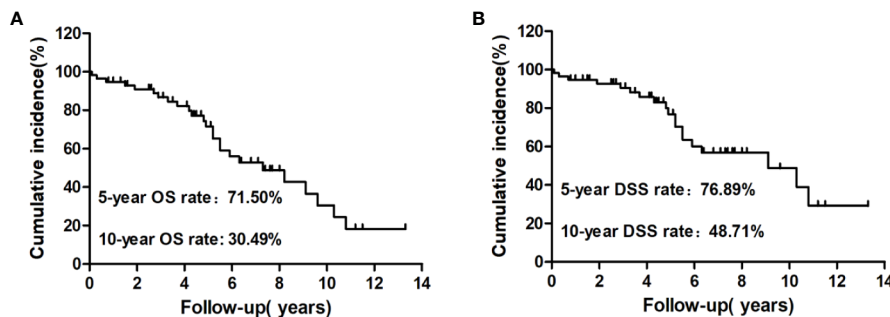 A
120
100
80
60
40
20
0
Cumulative incidence(%)
5-year OS rate：71.50%
10-year OS rate: 30.49%
0 2 4 6 8 10 12 14
Follow-up( years)
B
120
100
80
60
40
20
0
Cumulative incidence(%)
5-year DSS rate：76.89%
10-year DSS rate：48.71%
0 2 4 6 8 10 12 14
Follow-up( years)